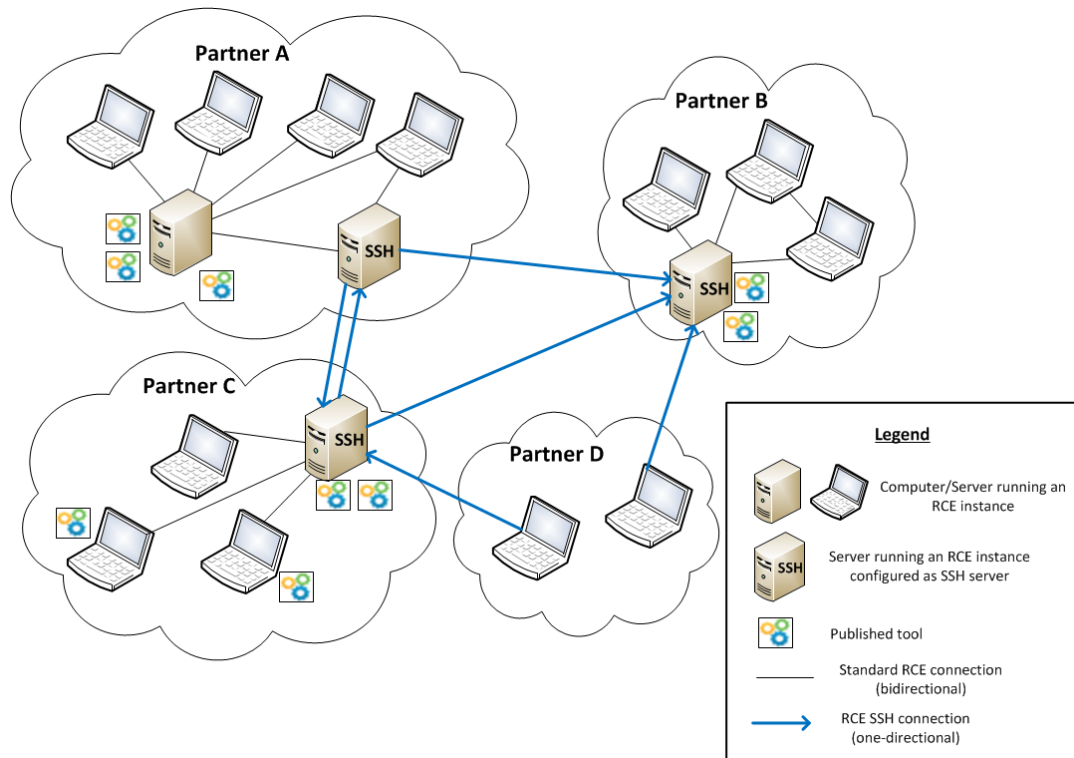 Partner A
Partner B
SSH
SSH
Partner C
SSH
Partner D
Legend
Computer/Server running an
RCE instance
SSH
Server running an RCE instance
configured as SSH server
Published tool
Standard RCE connection
(bidirectional)
RCE SSH connection
(one-directional)